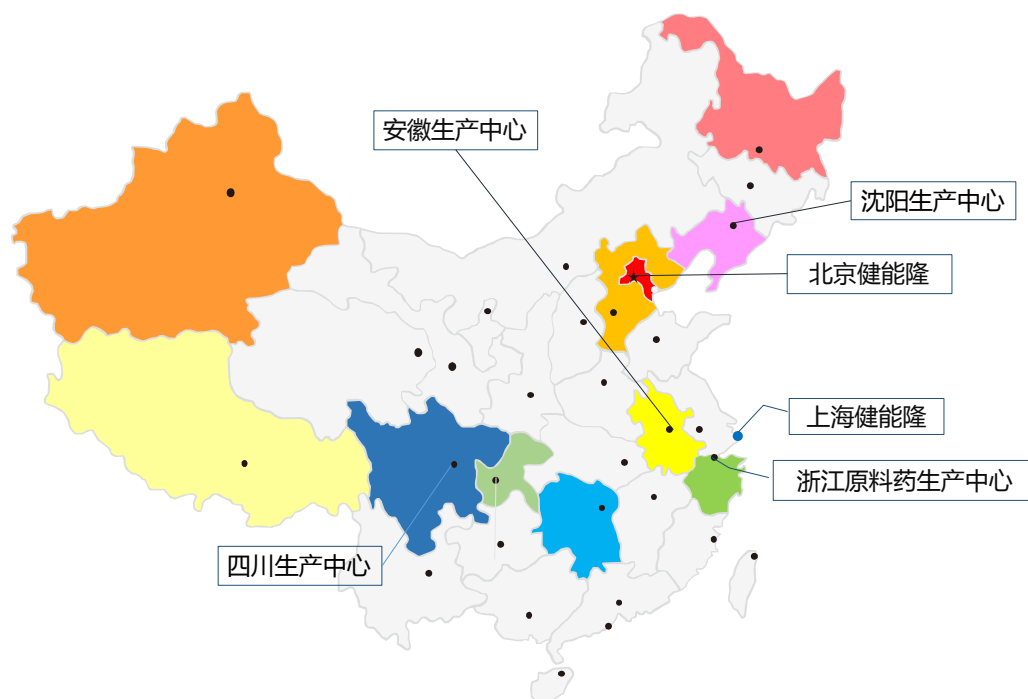 安徽生产中心
沈阳生产中心
北京健能隆
上海健能隆
浙江原料药生产中心
四川生产中心